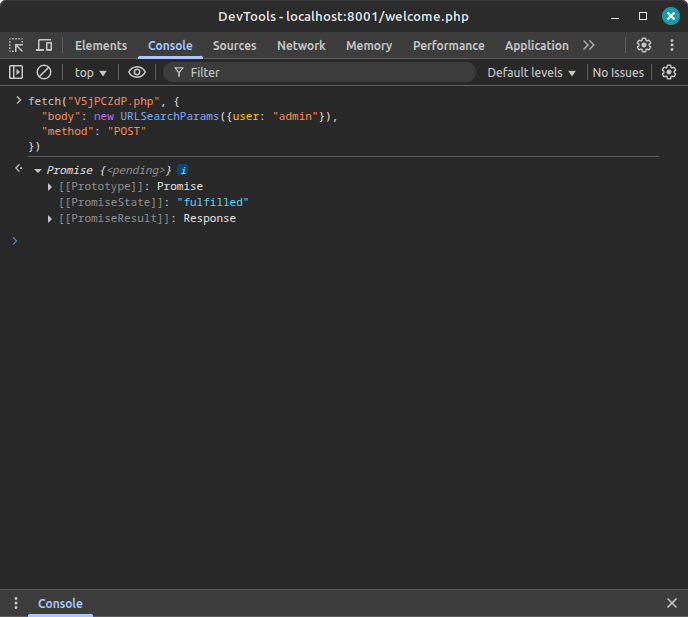 DevTools - localhost:8001/welcome.php
Elements Console Sources Network Memory Performance Application
top Filter Default levels No Issues
fetch("V5jPCZdP.php", {
"body": new URLSearchParams({user: "admin"}),
"method": "POST"
})
Promise {<pending>} i
[[Prototype]]: Promise
[[PromiseState]]: "fulfilled"
[[PromiseResult]]: Response
Console